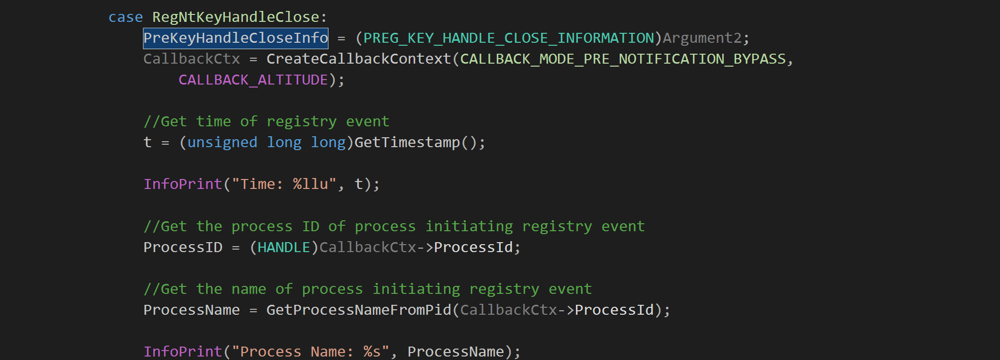 case RegNtKeyHandleClose:
PreKeyHandleCloseInfo = (PREG_KEY_HANDLE_CLOSE_INFORMATION)Argument2;
CallbackCtx = CreateCallbackContext(CALLBACK_MODE_PRE_NOTIFICATION_BYPASS,
CALLBACK_ALTITUDE);
//Get time of registry event
t = (unsigned long long)GetTimestamp();
InfoPrint("Time: %llu", t);
//Get the process ID of process initiating registry event
ProcessID = (HANDLE)CallbackCtx->ProcessId;
//Get the name of process initiating registry event
ProcessName = GetProcessNameFromPid(CallbackCtx->ProcessId);
InfoPrint("Process Name: %s", ProcessName);